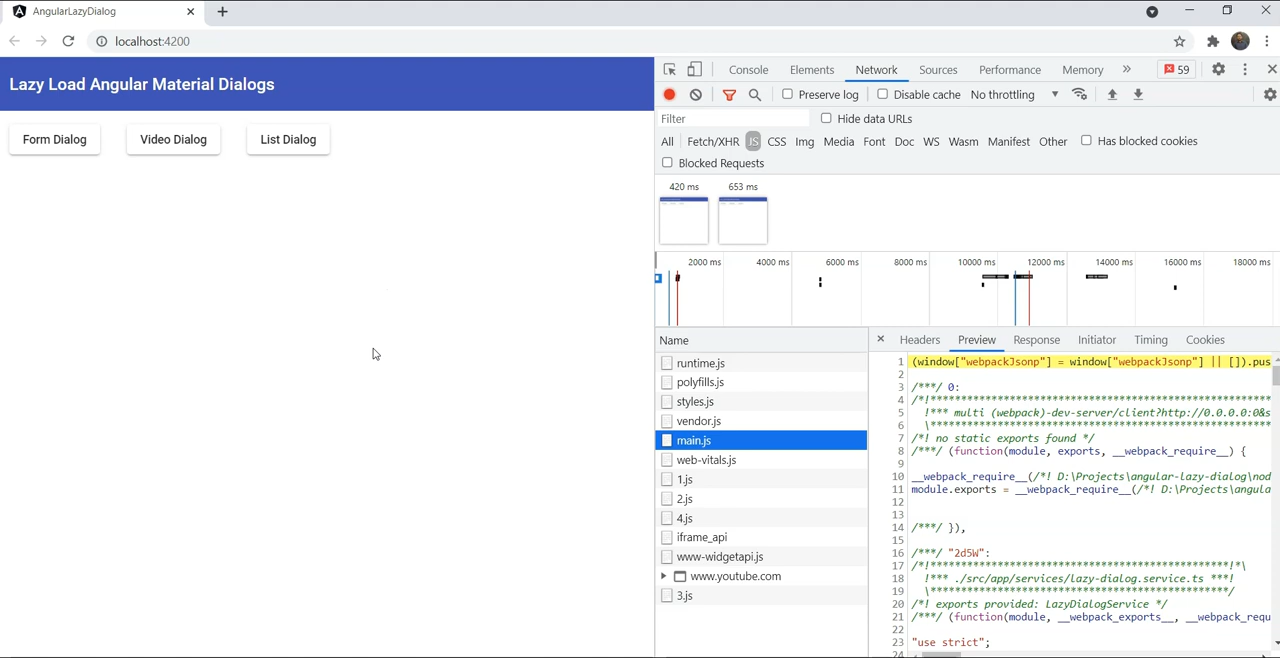 AngularLazyDialog
localhost:4200
Lazy Load Angular Material Dialogs
Form Dialog Video Dialog List Dialog
Console Elements Network Sources Performance Memory » 59
Preserve log Disable cache No throttling
Filter Hide data URLs
All Fetch/XHR JS CSS Img Media Font Doc WS Wasm Manifest Other Has blocked cookies
Blocked Requests
420 ms 653 ms
2000 ms 4000 ms 6000 ms 8000 ms 10000 ms 12000 ms 14000 ms 16000 ms 18000 ms
Name
runtime.js
polyfills.js
styles.js
vendor.js
main.js
web-vitals.js
1.js
2.js
4.js
iframe_api
www-widgetapi.js
www.youtube.com
3.js
Headers Preview Response Initiator Timing Cookies
1 (window["webpackJsonp"] = window["webpackJsonp"] || []).pus
2
3 /***/ 0:
4 /*!*******************************************************
5 !*** multi (webpack)-dev-server/client?http://0.0.0.0:0&s
6 \*******************************************************
7 /*! no static exports found */
8 /***/ (function(module, exports, __webpack_require__) {
9
10 __webpack_require__(/*! D:\Projects\angular-lazy-dialog\nod
11 module.exports = __webpack_require__(/*! D:\Projects\angula
12
13
14 /***/ }),
15
16 /***/ "2d5W":
17 /*!*************************************************!*\
18 !*** ./src/app/services/lazy-dialog.service.ts ***!
19 \*************************************************/
20 /*! exports provided: LazyDialogService */
21 /***/ (function(module, __webpack_exports__, __webpack_requ
22
23 "use strict";
24